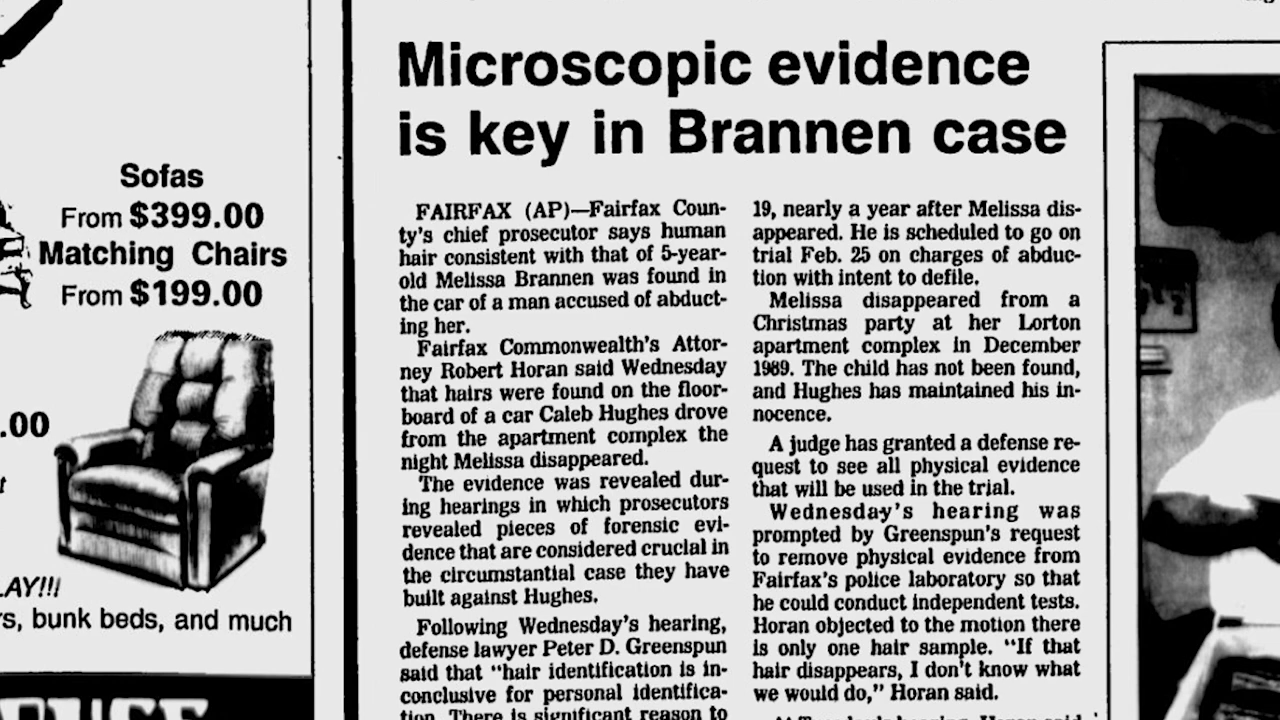 Sofas
From $399.00
Matching Chairs
From $199.00
.00
LAY!!!
rs, bunk beds, and much
Microscopic evidence
is key in Brannen case
FAIRFAX (AP)—Fairfax Coun-
ty's chief prosecutor says human
hair consistent with that of 5-year-
old Melissa Brannen was found in
the car of a man accused of abduct-
ing her.
Fairfax Commonwealth's Attor-
ney Robert Horan said Wednesday
that hairs were found on the floor-
board of a car Caleb Hughes drove
from the apartment complex the
night Melissa disappeared.
The evidence was revealed dur-
ing hearings in which prosecutors
revealed pieces of forensic evi-
dence that are considered crucial in
the circumstantial case they have
built against Hughes.
Following Wednesday's hearing,
defense lawyer Peter D. Greenspun
said that "hair identification is in-
conclusive for personal identifica-
tion. There is significant reason to
19, nearly a year after Melissa dis-
appeared. He is scheduled to go on
trial Feb. 25 on charges of abduc-
tion with intent to defile.
Melissa disappeared from a
Christmas party at her Lorton
apartment complex in December
1989. The child has not been found,
and Hughes has maintained his in-
nocence.
A judge has granted a defense re-
quest to see all physical evidence
that will be used in the trial.
Wednesday's hearing was
prompted by Greenspun's request
to remove physical evidence from
Fairfax's police laboratory so that
he could conduct independent tests.
Horan objected to the motion there
is only one hair sample. "If that
hair disappears, I don't know what
we would do," Horan said.